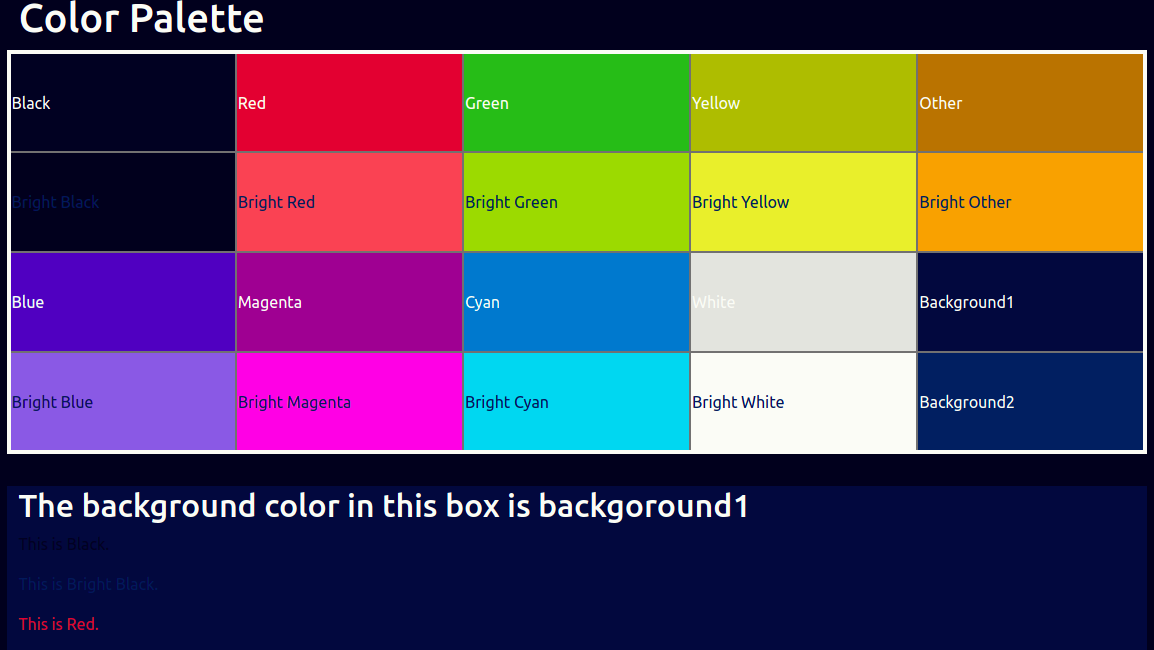 Color Palette
Black Red Green Yellow Other
Bright Black Bright Red Bright Green Bright Yellow Bright Other
Blue Magenta Cyan White Background1
Bright Blue Bright Magenta Bright Cyan Bright White Background2
The background color in this box is backgoround1
This is Black.
This is Bright Black.
This is Red.